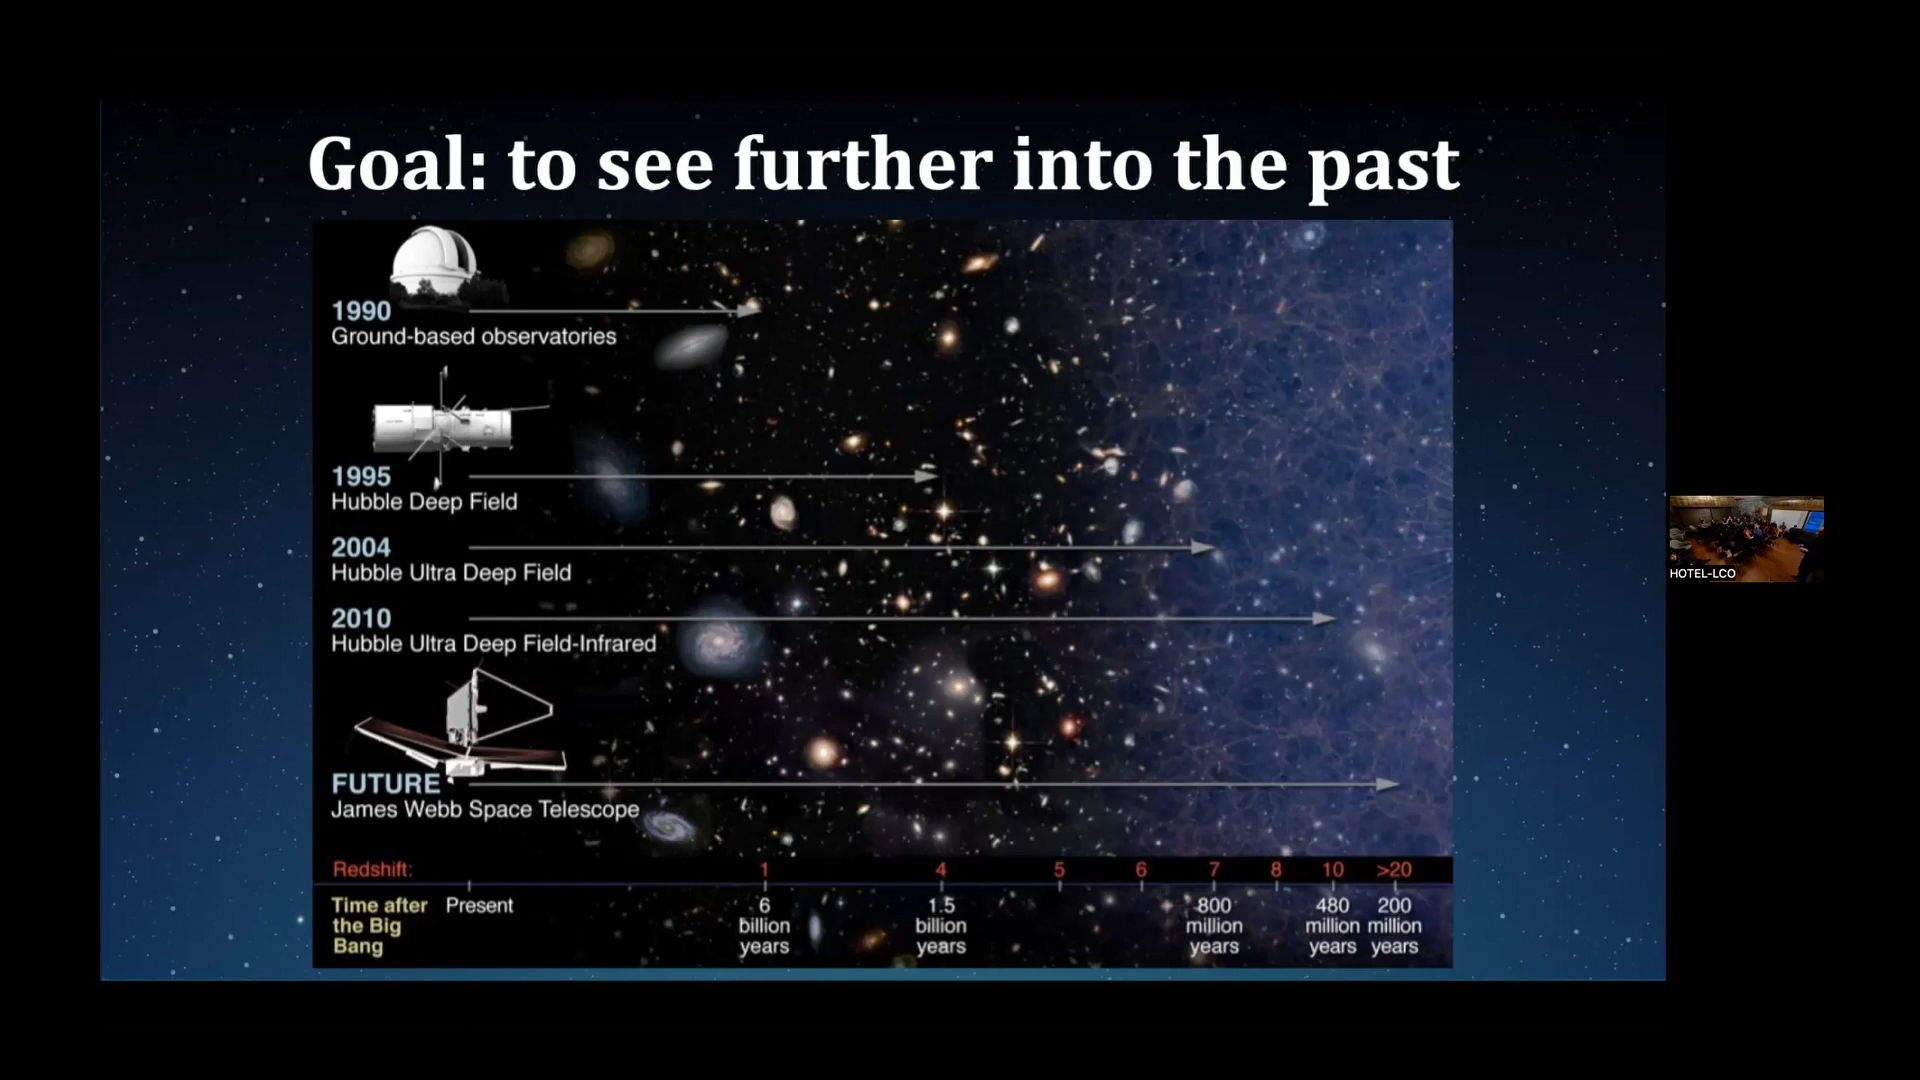 Goal: to see further into the past
1990
Ground-based observatories
1995
Hubble Deep Field
2004
Hubble Ultra Deep Field
2010
Hubble Ultra Deep Field-Infrared
FUTURE
James Webb Space Telescope
Redshift: 1 4 5 6 7 8 10 >20
Time after the Big Bang
Present
6 billion years
1.5 billion years
800 million years
480 million years
200 million years
HOTEL-LCO